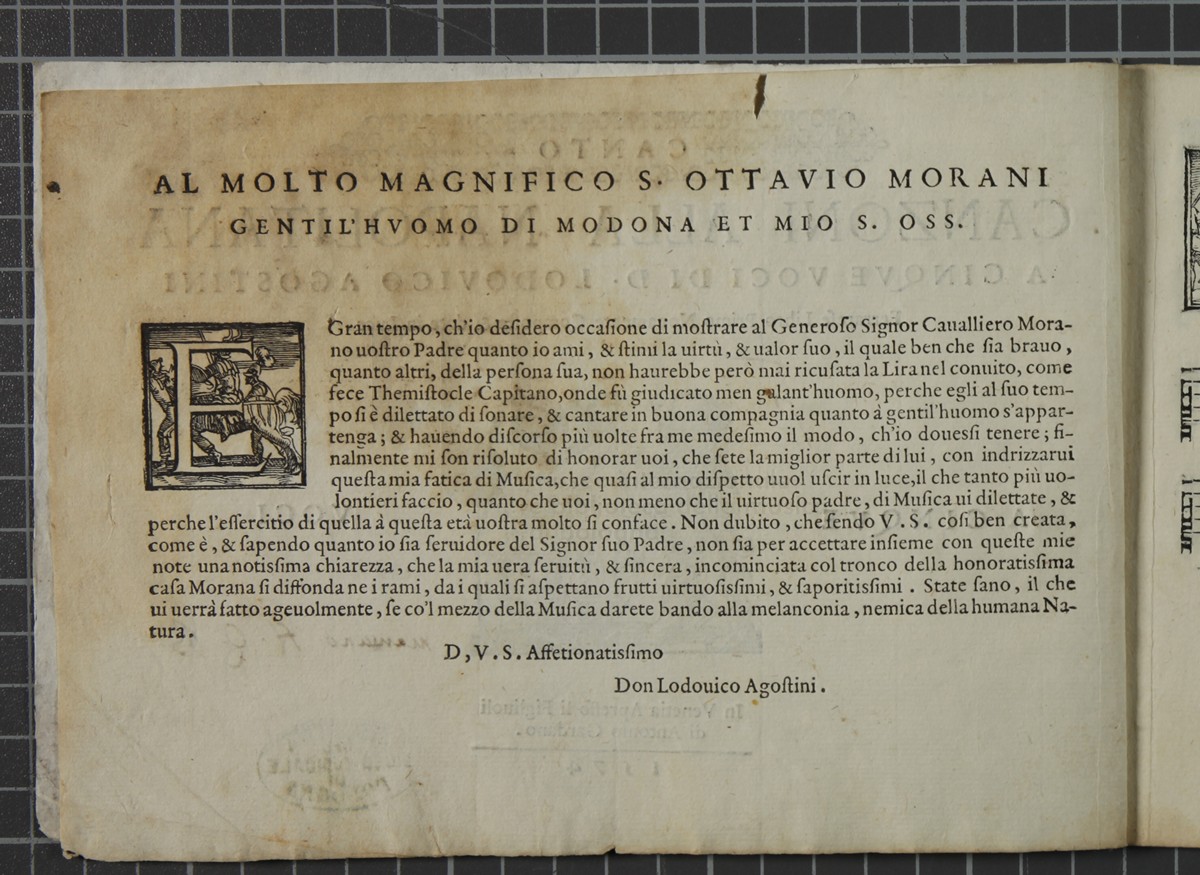 AL MOLTO MAGNIFICO S. OTTAVIO MORANI
GENTIL'HVOMO DI MODONA ET MIO S. OSS.
E Gran tempo, ch'io deſidero occaſione di moſtrare al Generoſo Signor Caualliero Mora-
no uoſtro Padre quanto io ami, & ſtimi la uirtù, & ualor ſuo, il quale ben che ſia brauo,
quanto altri, della perſona ſua, non haurebbe però mai ricuſata la Lira nel conuito, come
fece Themiſtocle Capitano, onde fù giudicato men galant'huomo, perche egli al ſuo tem-
po ſi è dilettato di ſonare, & cantare in buona compagnia quanto à gentil'huomo s'appar-
tenga; & hauendo diſcorſo più uolte fra me medeſimo il modo, ch'io doueſſi tenere; fi-
nalmente mi ſon riſoluto di honorar uoi, che ſete la miglior parte di lui, con indrizzarui
queſta mia fatica di Muſica, che quaſi al mio diſpetto uuol uſcir in luce, il che tanto più uo-
lontieri faccio, quanto che uoi, non meno che il uirtuoſo padre, di Muſica ui dilettate, &
perche l'eſſercitio di quella à queſta età uoſtra molto ſi conface. Non dubito, che ſendo V. S. coſi ben creata,
come è, & ſapendo quanto io ſia ſeruidore del Signor ſuo Padre, non ſia per accettare inſieme con queſte mie
note una notiſſima chiarezza, che la mia uera ſeruitù, & ſincera, incominciata col tronco della honoratiſſima
caſa Morana ſi diffonda ne i rami, da i quali ſi aſpettano frutti uirtuoſiſſimi, & ſaporitiſſimi. State ſano, il che
ui uerrà fatto ageuolmente, ſe co'l mezzo della Muſica darete bando alla melanconia, nemica della humana Na-
tura.
D, V. S. Affetionatiſſimo
Don Lodouico Agoſtini.